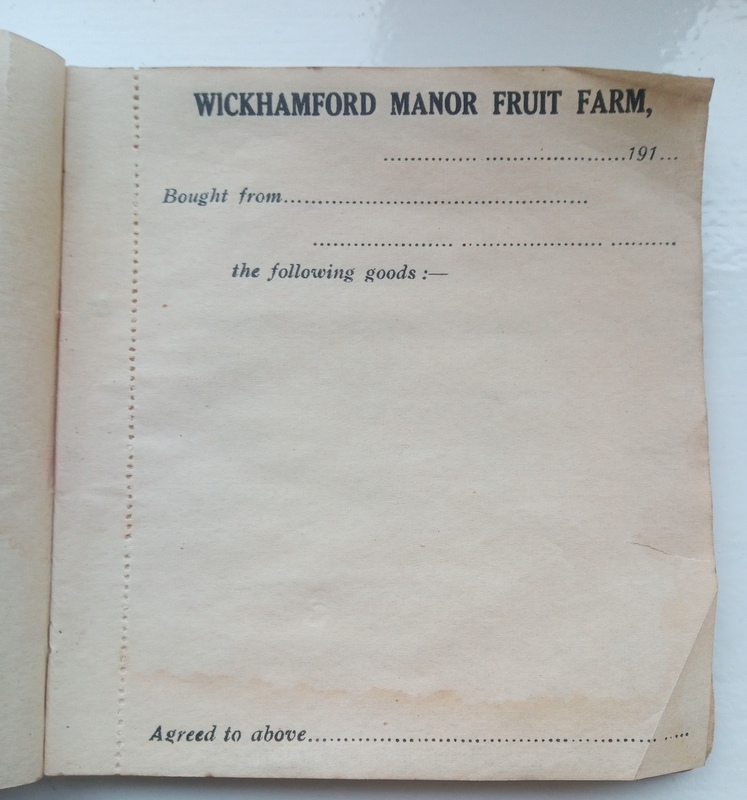 WICKHAMFORD MANOR FRUIT FARM,
....................................191...
Bought from..........................................
..................................................
the following goods :—
Agreed to above..................................................